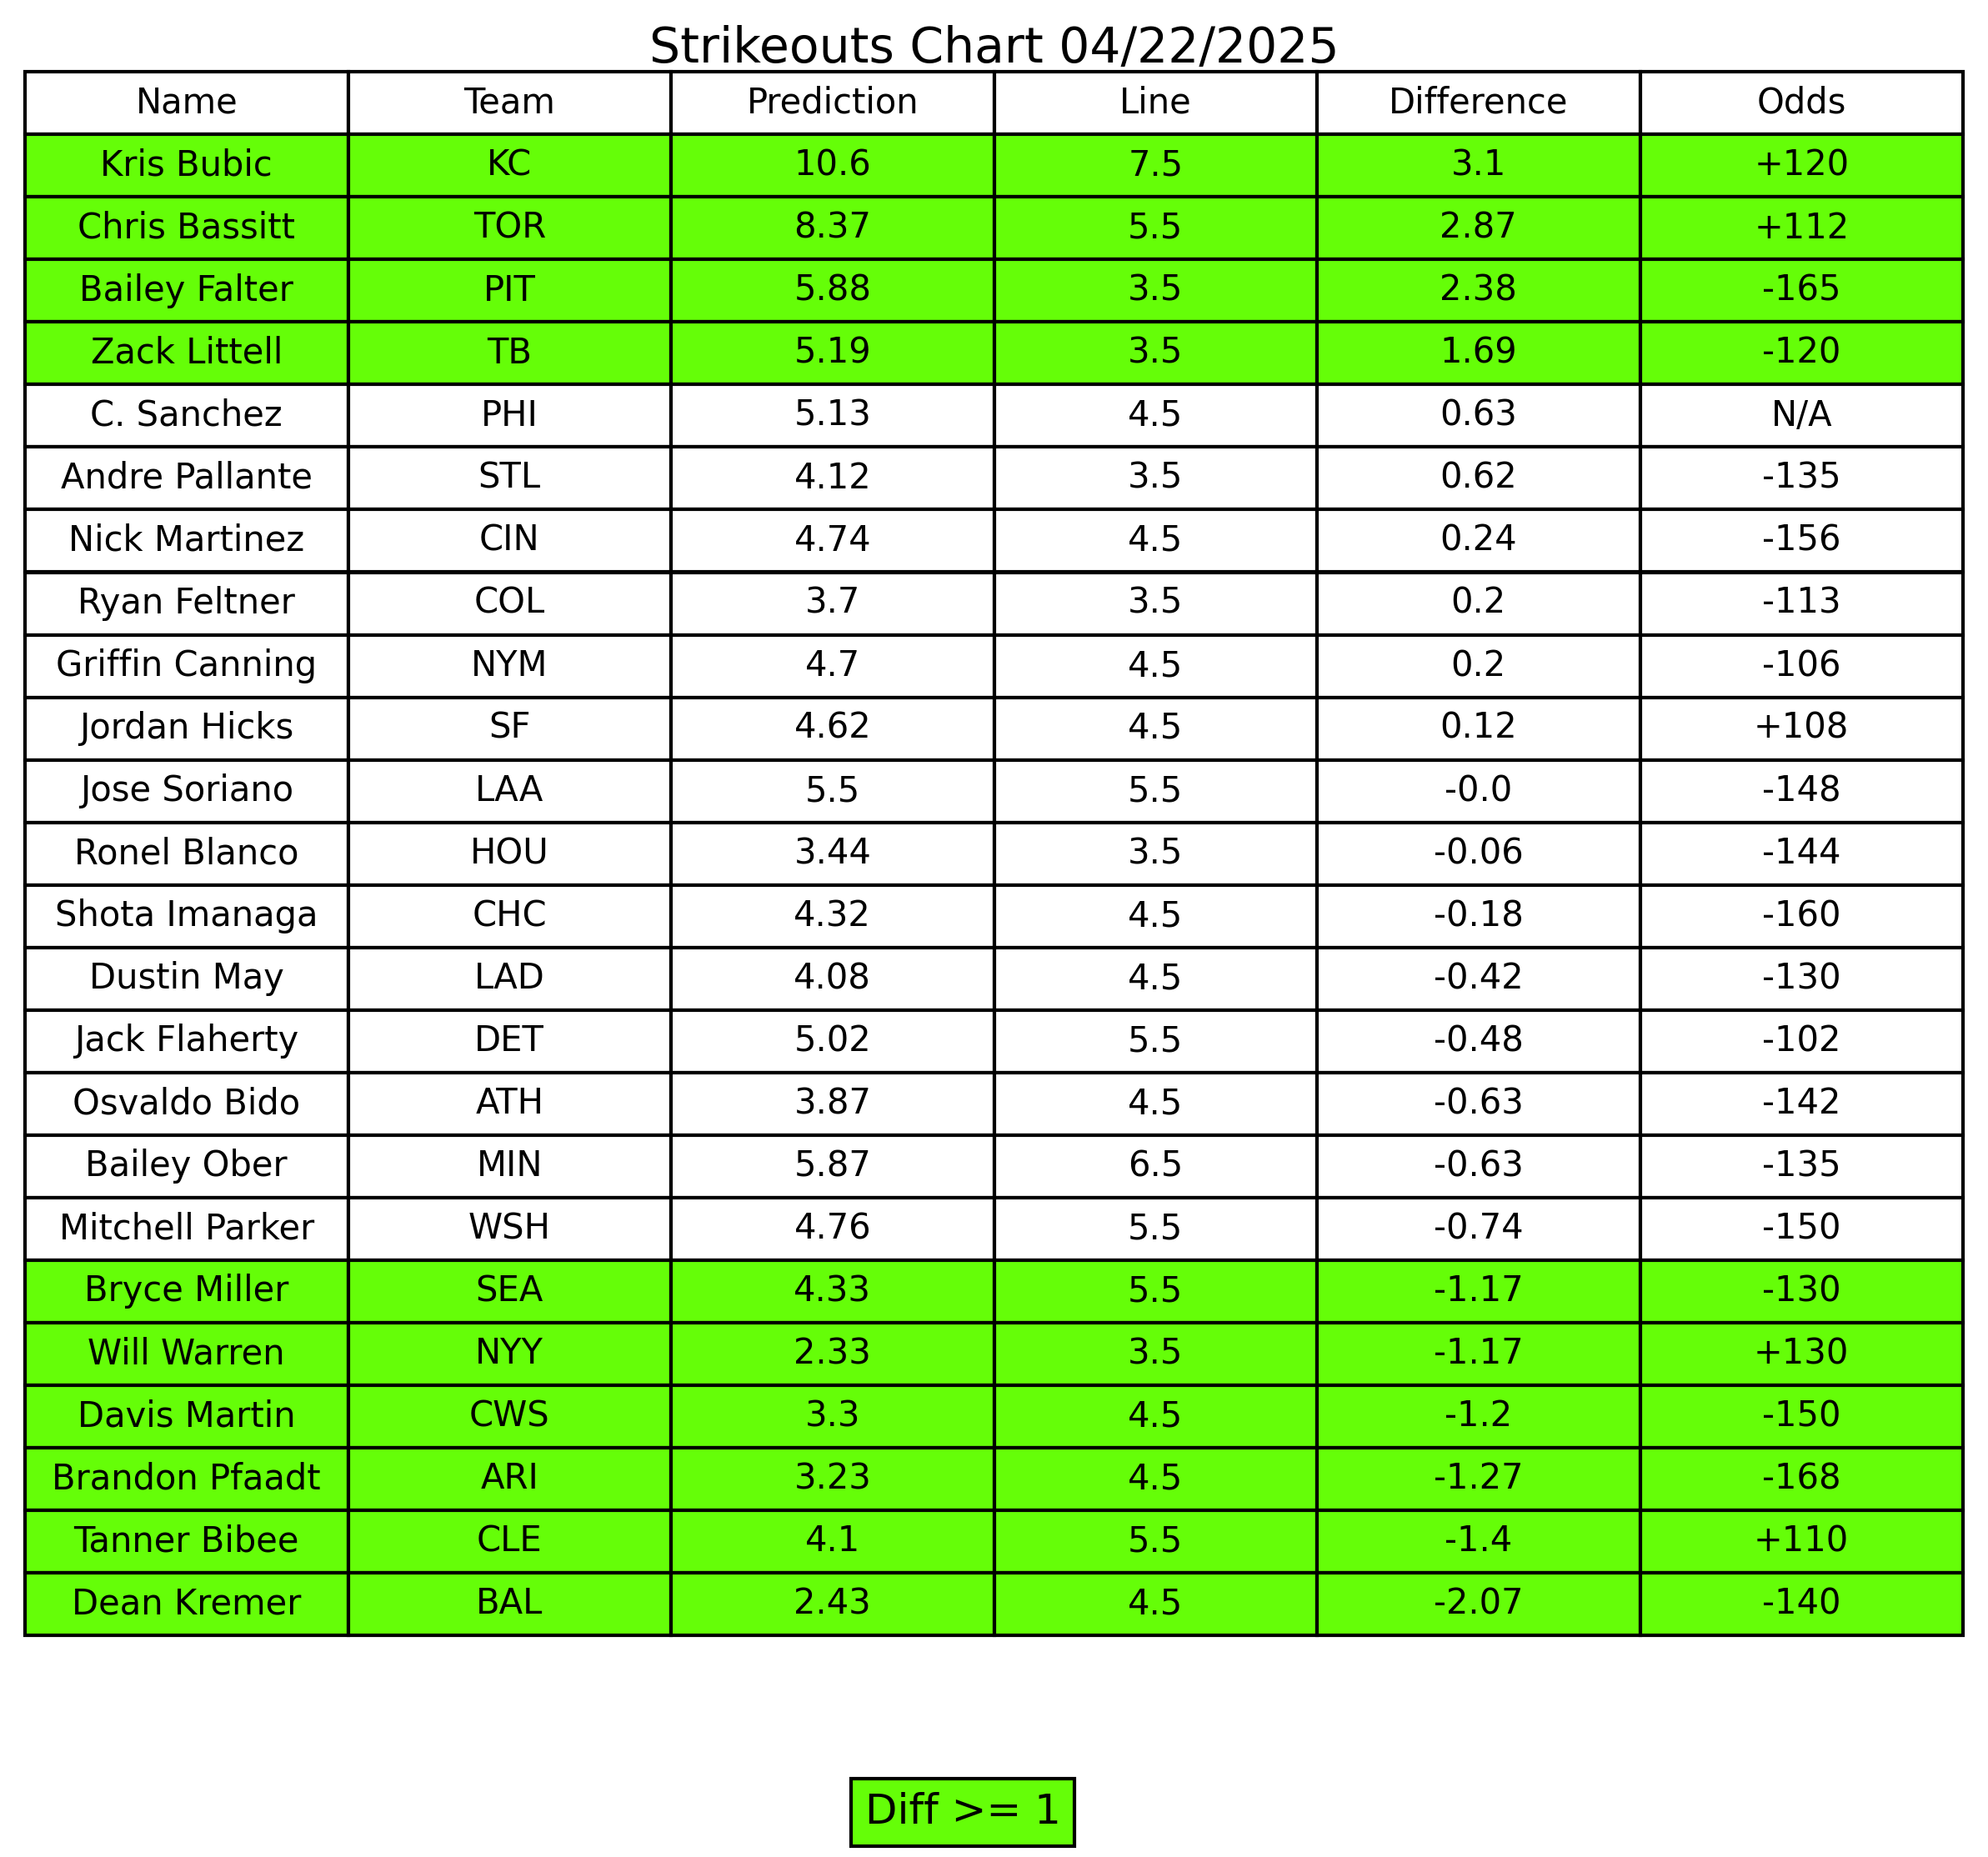 Strikeouts Chart 04/22/2025
Name Team Prediction Line Difference Odds
Kris Bubic KC 10.6 7.5 3.1 +120
Chris Bassitt TOR 8.37 5.5 2.87 +112
Bailey Falter PIT 5.88 3.5 2.38 -165
Zack Littell TB 5.19 3.5 1.69 -120
C. Sanchez PHI 5.13 4.5 0.63 N/A
Andre Pallante STL 4.12 3.5 0.62 -135
Nick Martinez CIN 4.74 4.5 0.24 -156
Ryan Feltner COL 3.7 3.5 0.2 -113
Griffin Canning NYM 4.7 4.5 0.2 -106
Jordan Hicks SF 4.62 4.5 0.12 +108
Jose Soriano LAA 5.5 5.5 -0.0 -148
Ronel Blanco HOU 3.44 3.5 -0.06 -144
Shota Imanaga CHC 4.32 4.5 -0.18 -160
Dustin May LAD 4.08 4.5 -0.42 -130
Jack Flaherty DET 5.02 5.5 -0.48 -102
Osvaldo Bido ATH 3.87 4.5 -0.63 -142
Bailey Ober MIN 5.87 6.5 -0.63 -135
Mitchell Parker WSH 4.76 5.5 -0.74 -150
Bryce Miller SEA 4.33 5.5 -1.17 -130
Will Warren NYY 2.33 3.5 -1.17 +130
Davis Martin CWS 3.3 4.5 -1.2 -150
Brandon Pfaadt ARI 3.23 4.5 -1.27 -168
Tanner Bibee CLE 4.1 5.5 -1.4 +110
Dean Kremer BAL 2.43 4.5 -2.07 -140
Diff >= 1